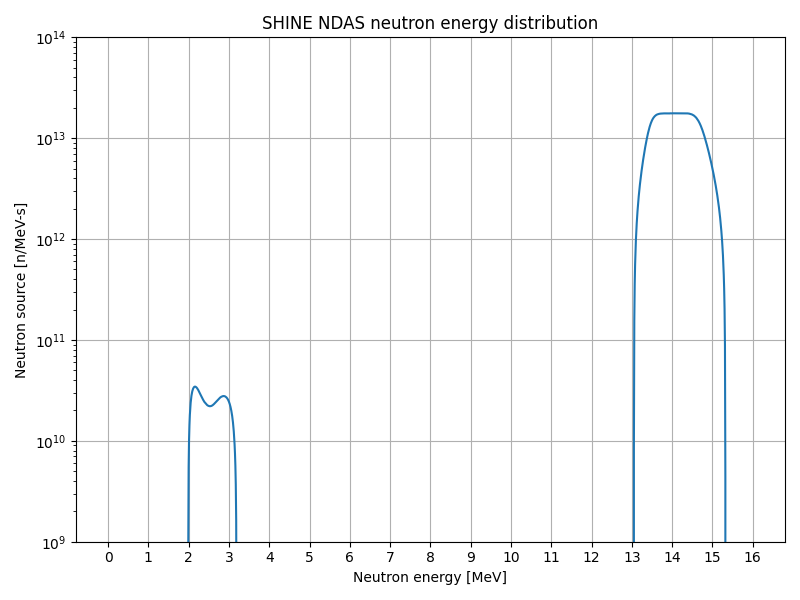 SHINE NDAS neutron energy distribution
Neutron source [n/MeV-s]
10^14
10^13
10^12
10^11
10^10
10^9
0 1 2 3 4 5 6 7 8 9 10 11 12 13 14 15 16
Neutron energy [MeV]